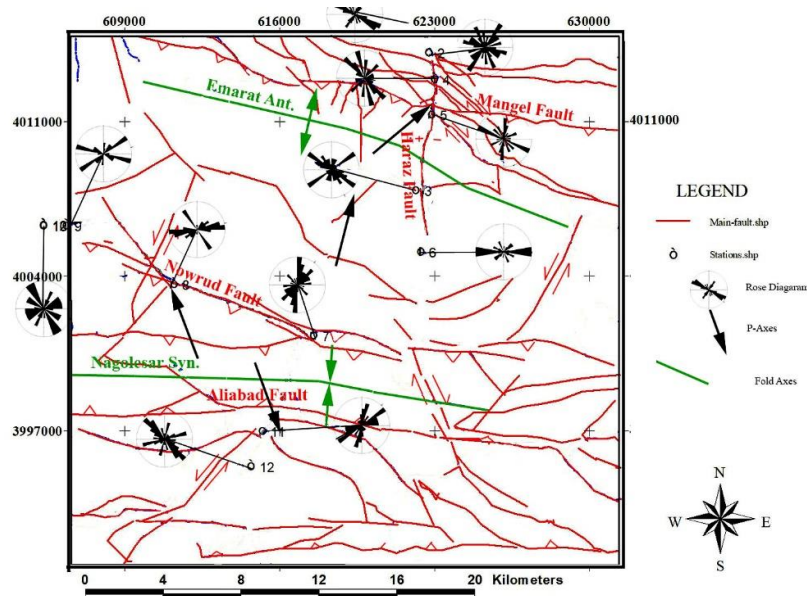 609000 616000 623000 630000
2
4
Emarat Ant.
Mangel Fault
4011000 4011000
5
Haraz Fault
3
LEGEND
Main-fault.shp
9
6
Stations.shp
Nowrud Fault
4004000
8
Rose Diagaram
7
P-Axes
Nagolesar Syn.
Fold Axes
Aliabad Fault
3997000
11
12
N
W E
S
0 4 8 12 16 20 Kilometers